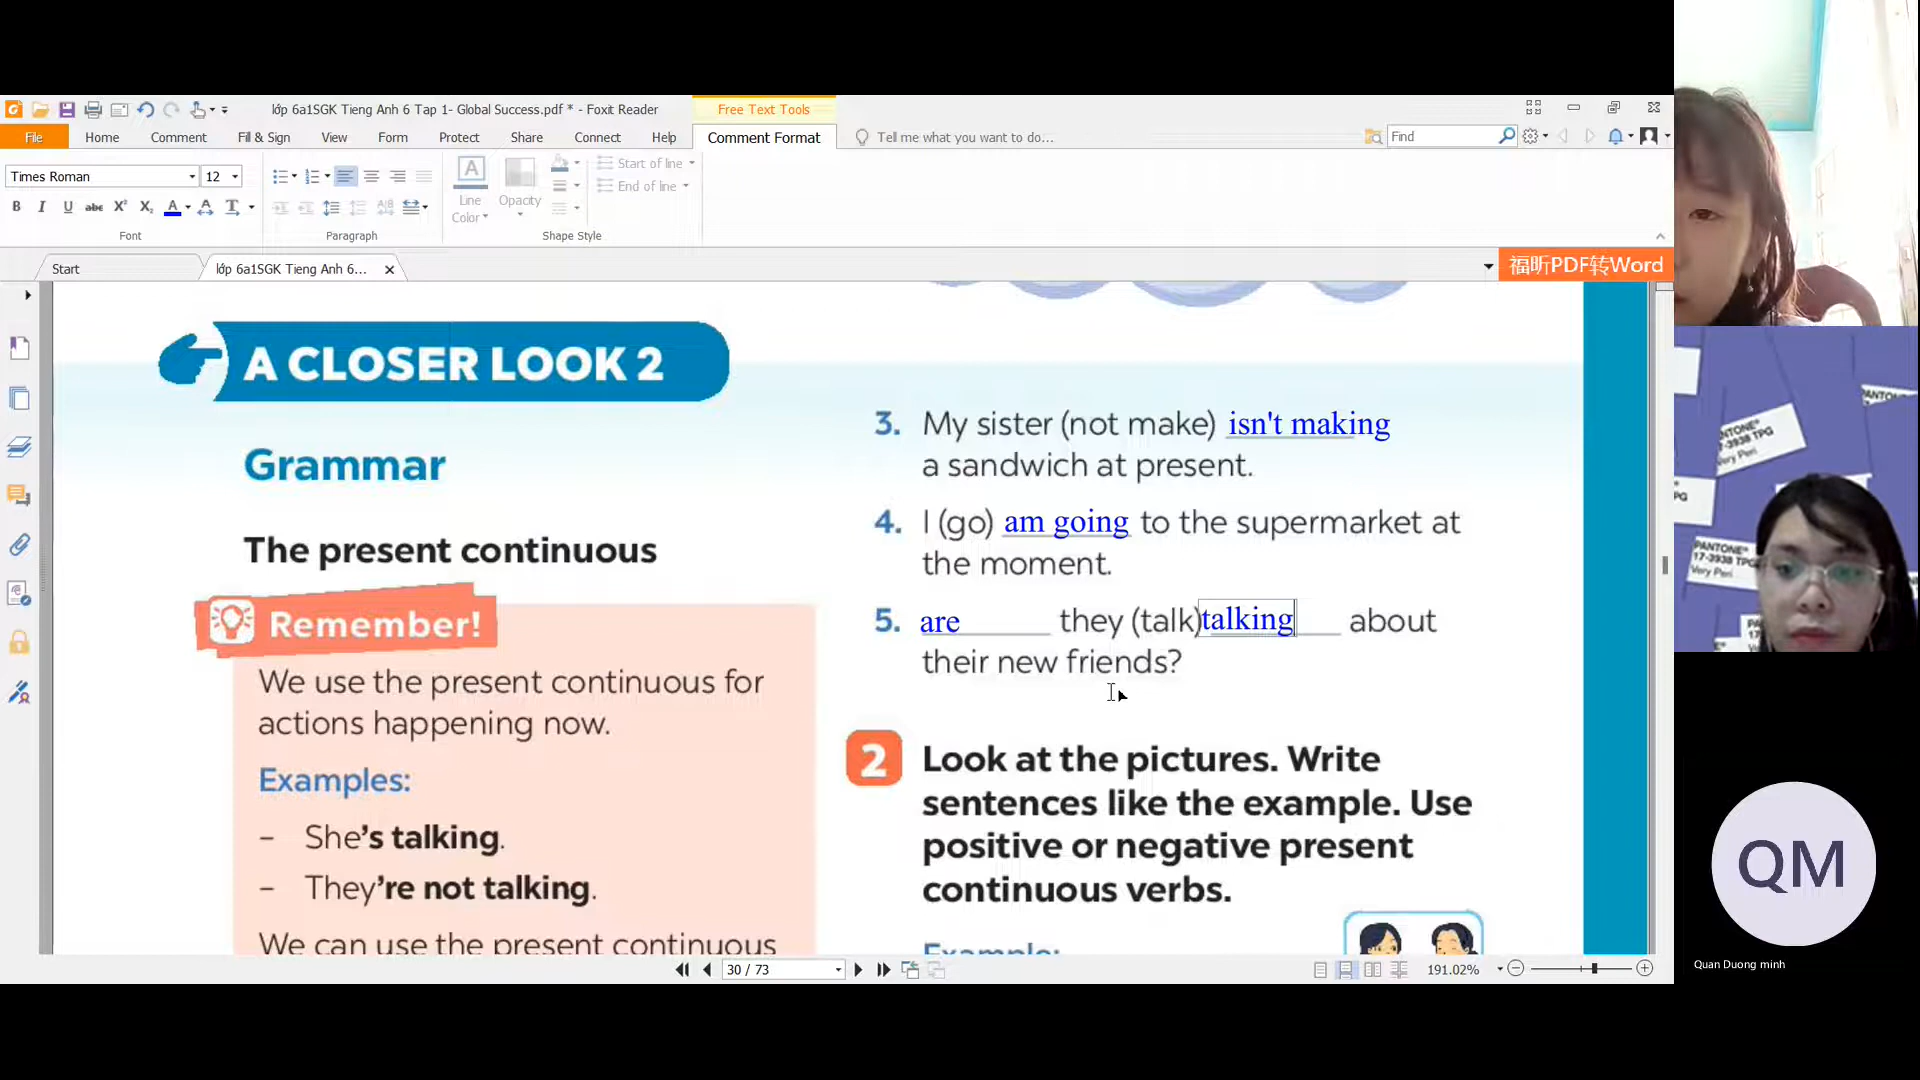 lớp 6a1SGK Tieng Anh 6 Tap 1- Global Success.pdf * - Foxit Reader
Free Text Tools
File Home Comment Fill & Sign View Form Protect Share Connect Help Comment Format Tell me what you want to do... Find
Times Roman 12
Line Color
Opacity
Start of line
End of line
Font Paragraph Shape Style
Start lớp 6a1SGK Tieng Anh 6... 福昕PDF转Word
A CLOSER LOOK 2
Grammar
The present continuous
Remember!
We use the present continuous for
actions happening now.
Examples:
– She's talking.
– They're not talking.
We can use the present continuous
3. My sister (not make) isn't making
a sandwich at present.
4. I (go) am going to the supermarket at
the moment.
5. are they (talk) talking about
their new friends?
2 Look at the pictures. Write
sentences like the example. Use
positive or negative present
continuous verbs.
Example:
30 / 73
191.02%
PANTONE®
17-3938 TPG
Very Peri
QM
Quan Duong minh